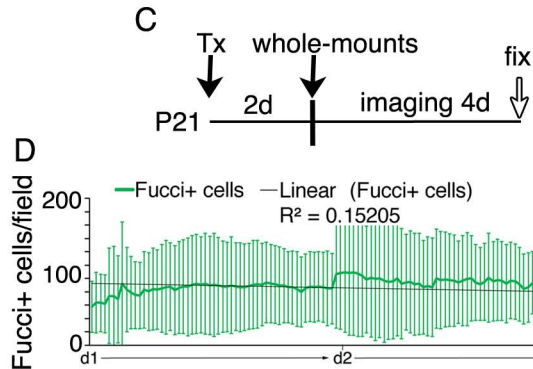 C
Tx whole-mounts
fix
P21 2d imaging 4d
D
Fucci+ cells/field
200
Fucci+ cells Linear (Fucci+ cells)
R² = 0.15205
100
0
d1 d2